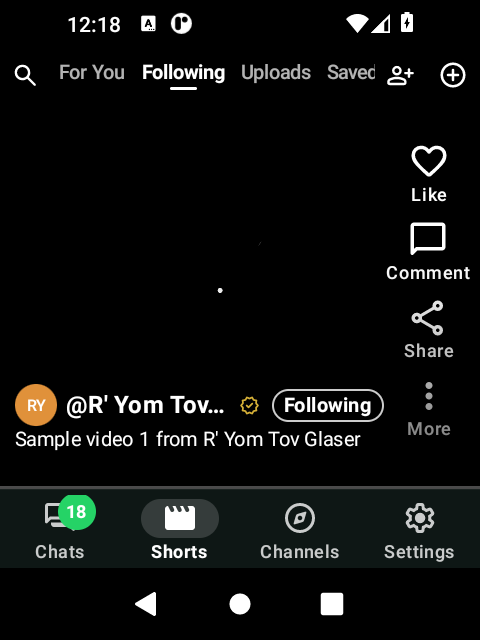 12:18
For You Following Uploads Saved
Like
Comment
Share
More
RY @R' Yom Tov... Following
Sample video 1 from R' Yom Tov Glaser
18
Chats Shorts Channels Settings